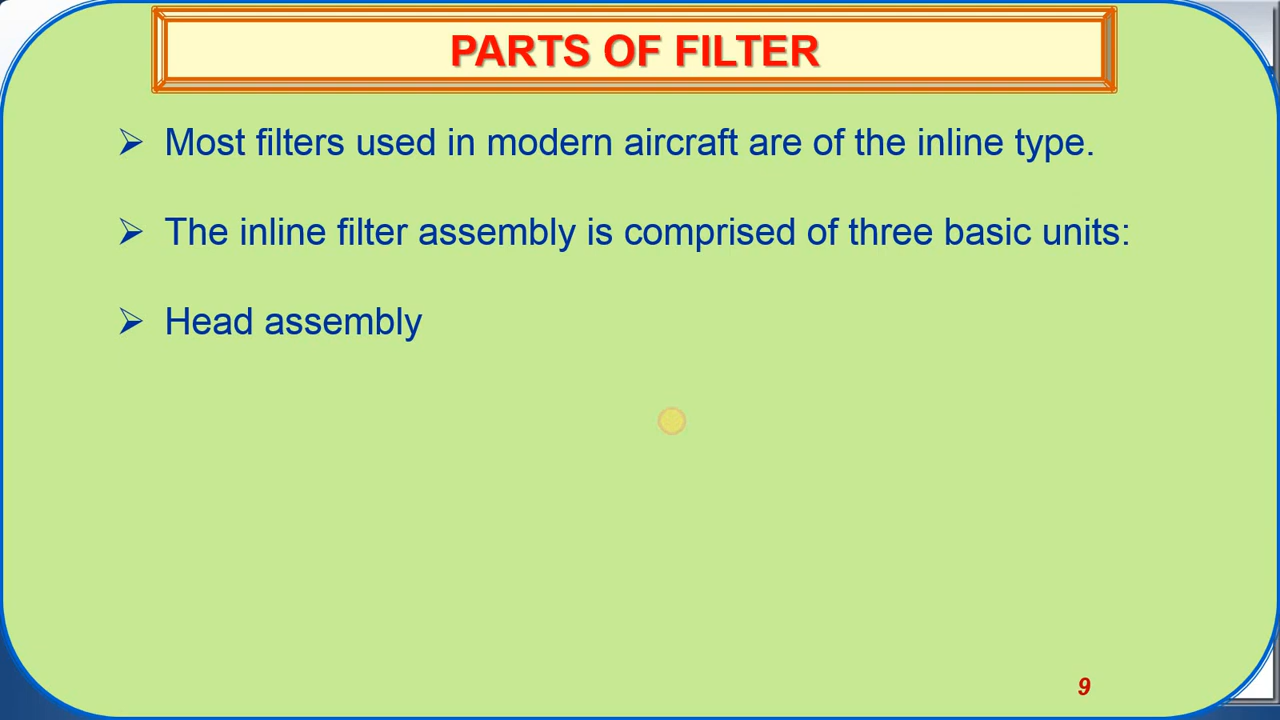 PARTS OF FILTER
➢ Most filters used in modern aircraft are of the inline type.
➢ The inline filter assembly is comprised of three basic units:
➢ Head assembly
9